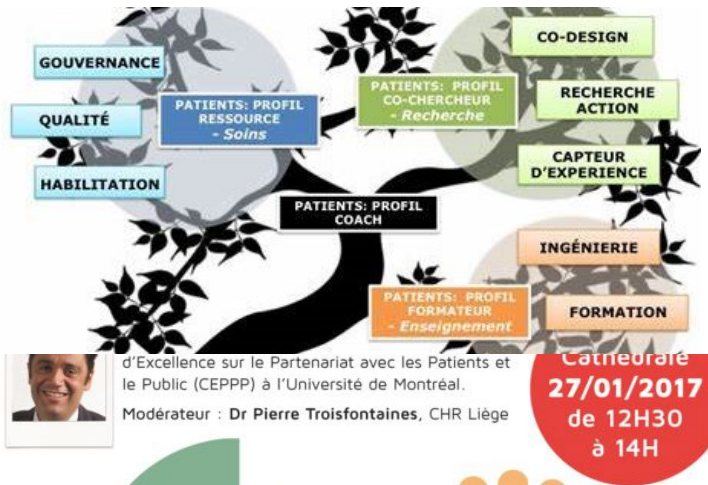 GOUVERNANCE
QUALITÉ
HABILITATION
PATIENTS: PROFIL
RESSOURCE
- Soins
PATIENTS: PROFIL
CO-CHERCHEUR
- Recherche
CO-DESIGN
RECHERCHE
ACTION
CAPTEUR
D'EXPERIENCE
PATIENTS: PROFIL
COACH
PATIENTS: PROFIL
FORMATEUR
- Enseignement
INGÉNIERIE
FORMATION
d'Excellence sur le Partenariat avec les Patients et
le Public (CEPPP) à l'Université de Montréal.
Modérateur : Dr Pierre Troisfontaines, CHR Liège
Cathédrale
27/01/2017
de 12H30
à 14H